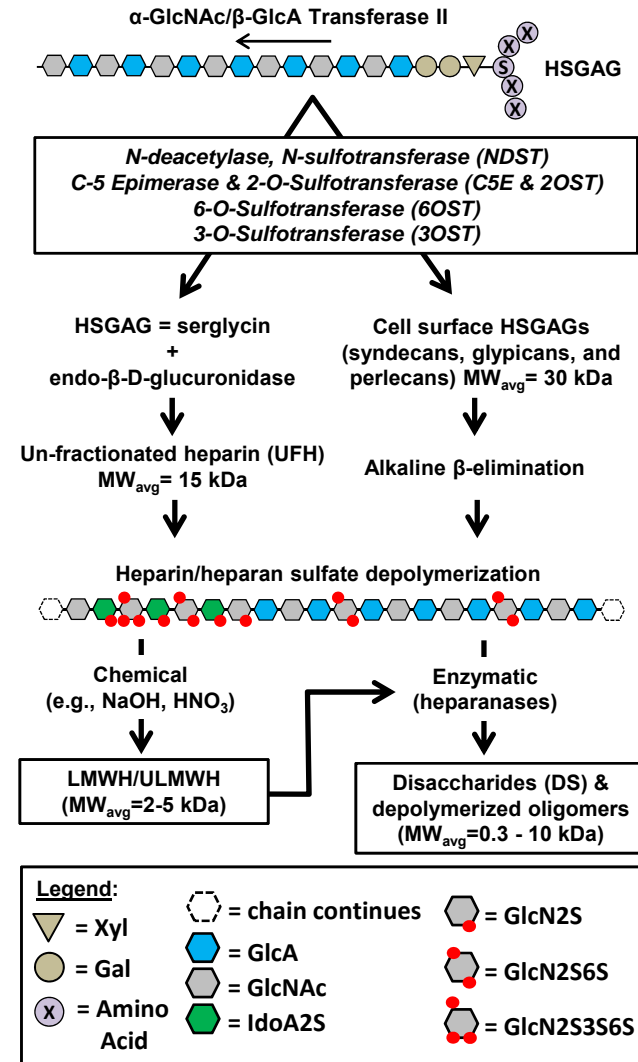 α-GlcNAc/β-GlcA Transferase II
X
X
S
X
X
HSGAG
N-deacetylase, N-sulfotransferase (NDST)
C-5 Epimerase & 2-O-Sulfotransferase (C5E & 2OST)
6-O-Sulfotransferase (6OST)
3-O-Sulfotransferase (3OST)
HSGAG = serglycin
+
endo-β-D-glucuronidase
Cell surface HSGAGs
(syndecans, glypicans, and
perlecans) MWavg= 30 kDa
Un-fractionated heparin (UFH)
MWavg= 15 kDa
Alkaline β-elimination
Heparin/heparan sulfate depolymerization
Chemical
(e.g., NaOH, HNO3)
Enzymatic
(heparanases)
LMWH/ULMWH
(MWavg=2-5 kDa)
Disaccharides (DS) &
depolymerized oligomers
(MWavg=0.3 - 10 kDa)
Legend:
= Xyl
= Gal
X = Amino
Acid
= chain continues
= GlcA
= GlcNAc
= IdoA2S
= GlcN2S
= GlcN2S6S
= GlcN2S3S6S